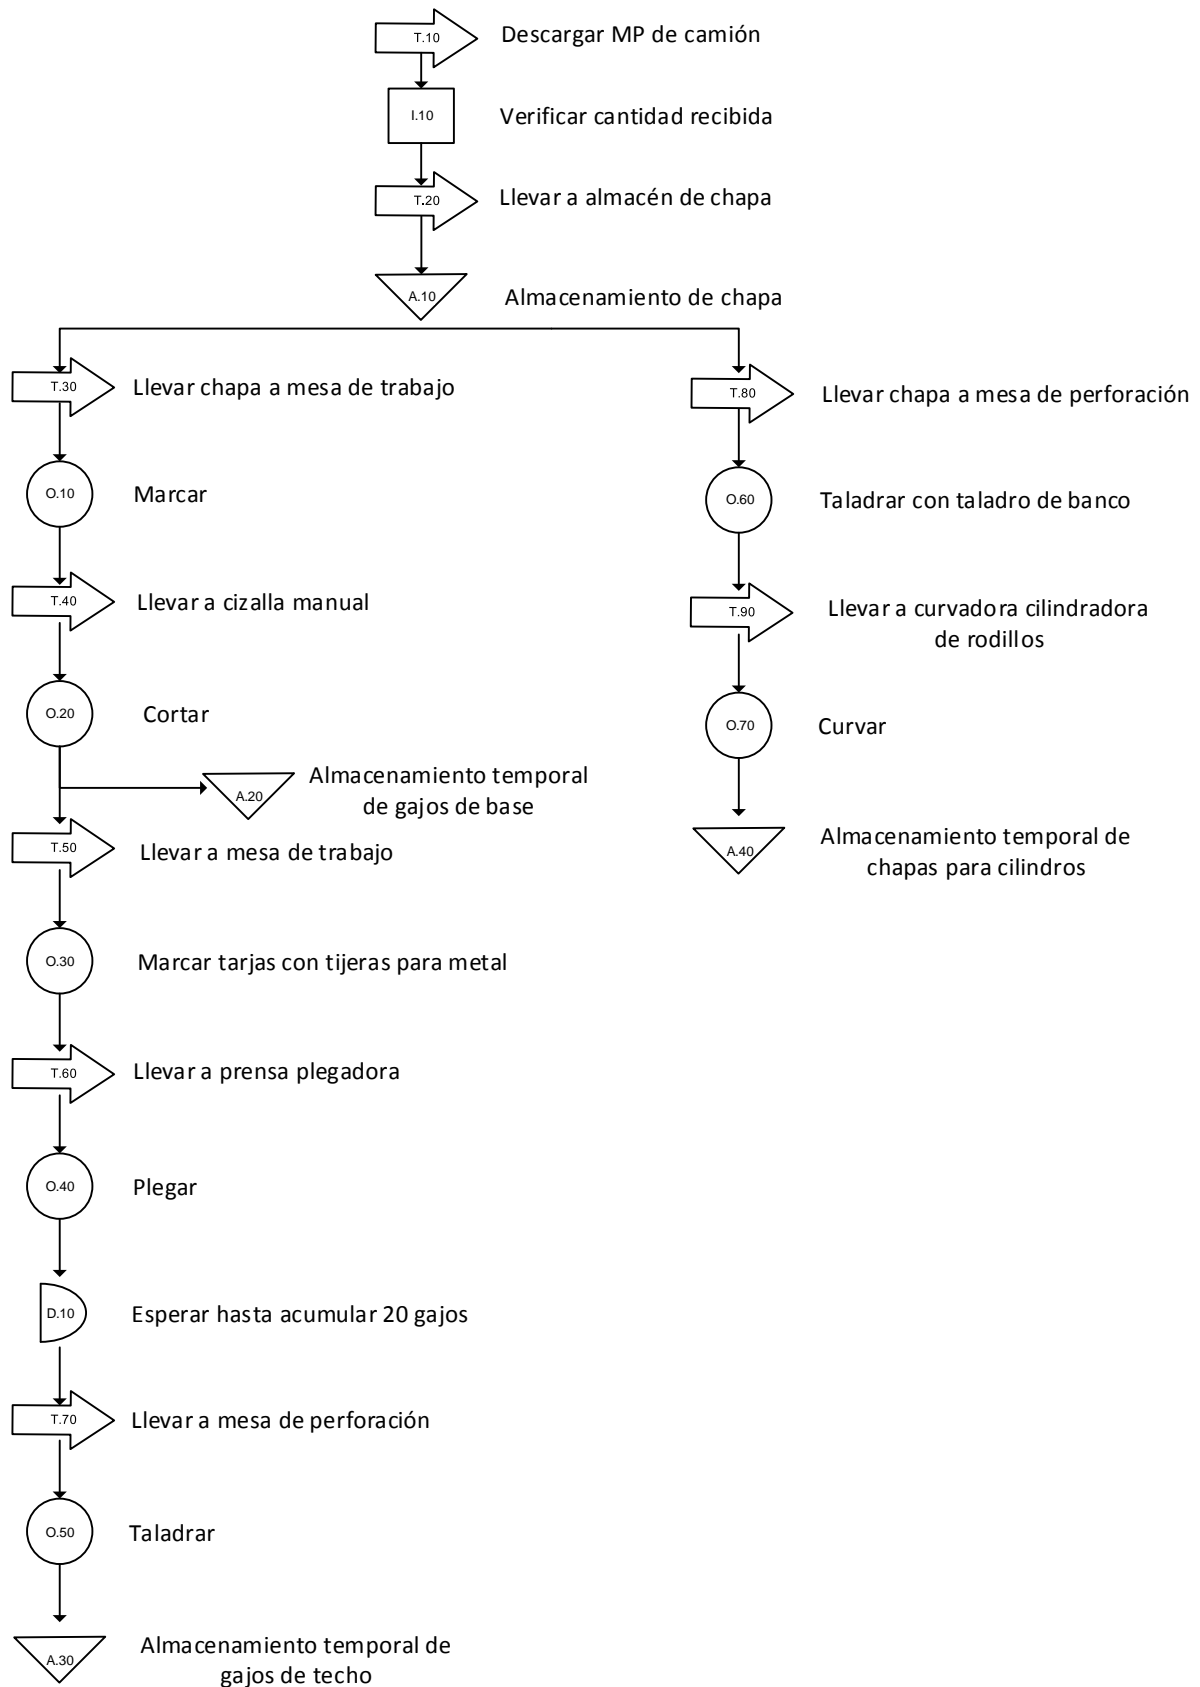 T.10
Descargar MP de camión
I.10
Verificar cantidad recibida
T.20
Llevar a almacén de chapa
A.10
Almacenamiento de chapa
T.30
Llevar chapa a mesa de trabajo
O.10
Marcar
T.40
Llevar a cizalla manual
O.20
Cortar
A.20
Almacenamiento temporal
de gajos de base
T.50
Llevar a mesa de trabajo
O.30
Marcar tarjas con tijeras para metal
T.60
Llevar a prensa plegadora
O.40
Plegar
D.10
Esperar hasta acumular 20 gajos
T.70
Llevar a mesa de perforación
O.50
Taladrar
A.30
Almacenamiento temporal de
gajos de techo
T.80
Llevar chapa a mesa de perforación
O.60
Taladrar con taladro de banco
T.90
Llevar a curvadora cilindradora
de rodillos
O.70
Curvar
A.40
Almacenamiento temporal de
chapas para cilindros